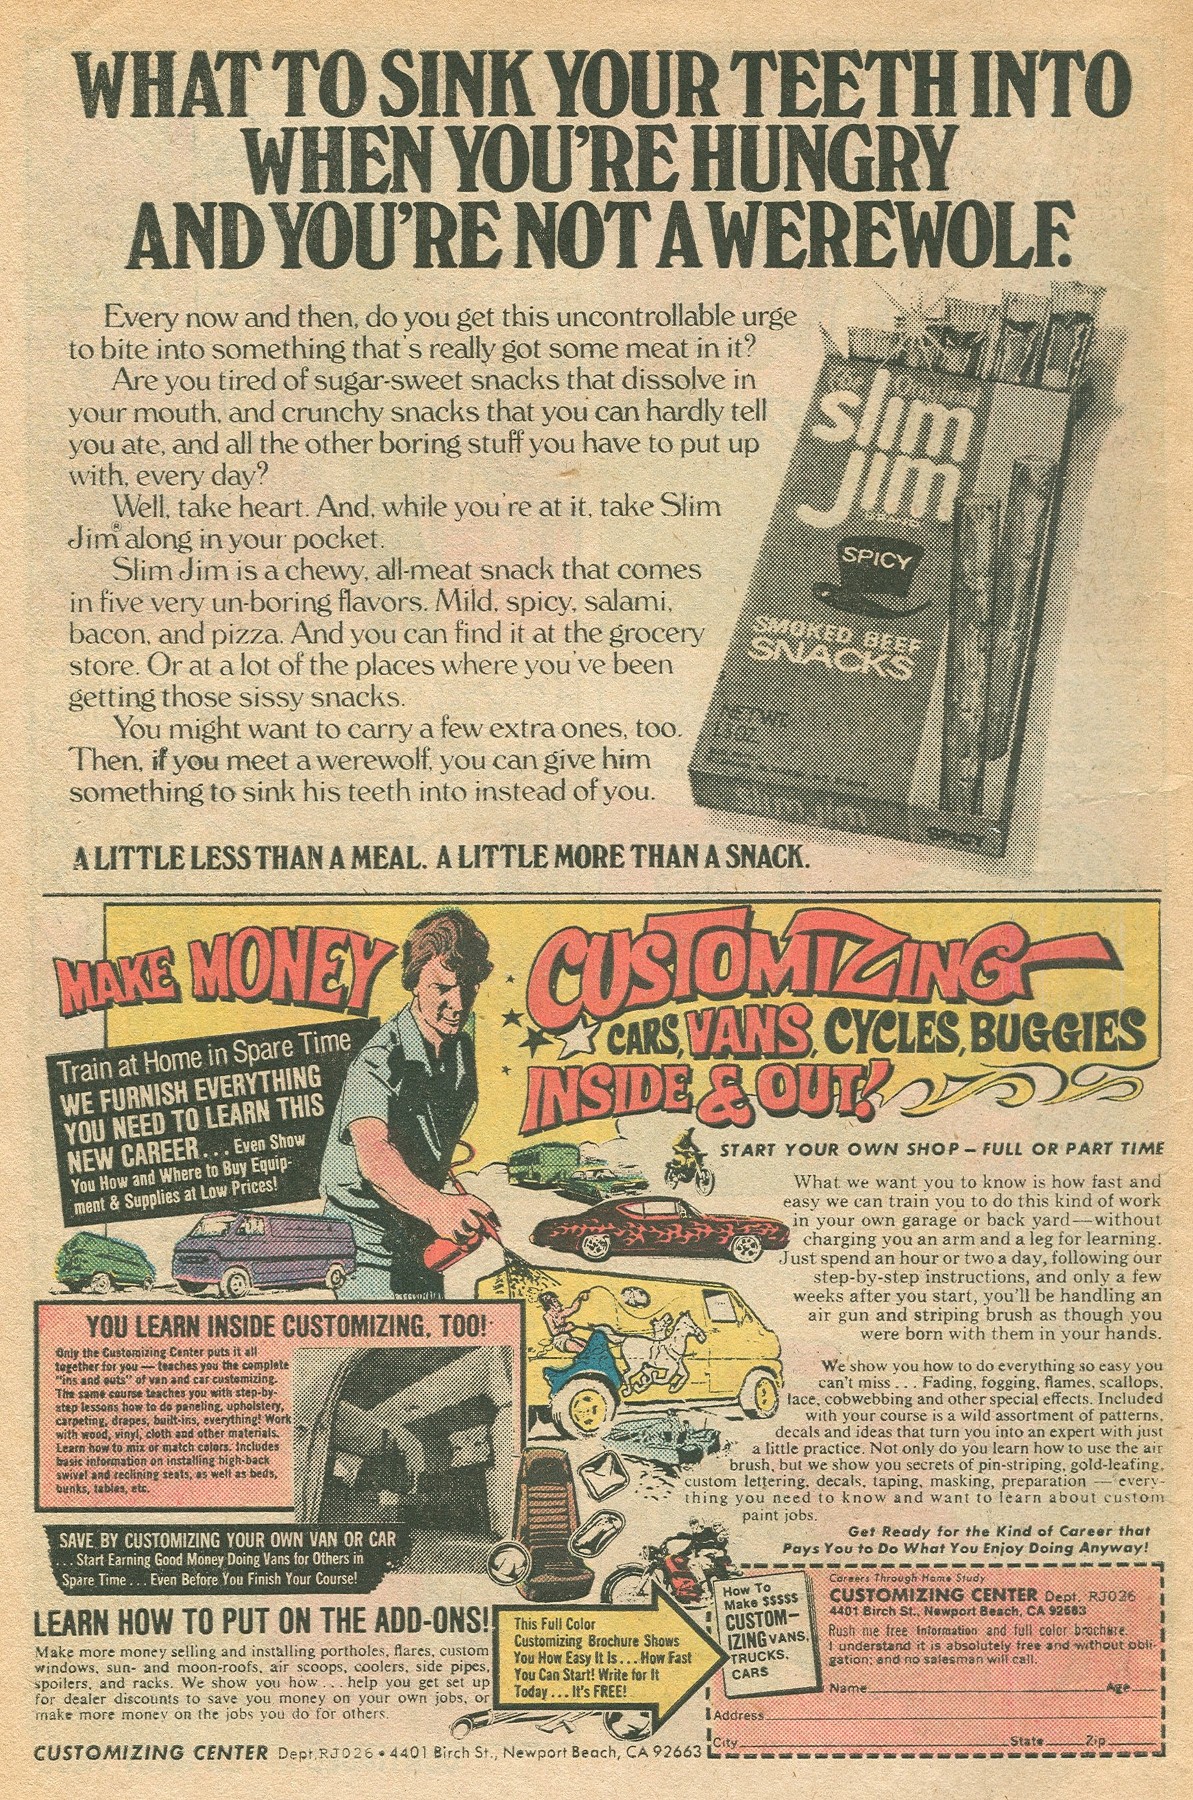 WHAT TO SINK YOUR TEETH INTO
WHEN YOU'RE HUNGRY
AND YOU'RE NOT A WEREWOLF.
Every now and then, do you get this uncontrollable urge
to bite into something that's really got some meat in it?
Are you tired of sugar-sweet snacks that dissolve in
your mouth, and crunchy snacks that you can hardly tell
you ate, and all the other boring stuff you have to put up
with, every day?
Well, take heart. And, while you're at it, take Slim
Jim® along in your pocket.
Slim Jim is a chewy, all-meat snack that comes
in five very un-boring flavors. Mild, spicy, salami,
bacon, and pizza. And you can find it at the grocery
store. Or at a lot of the places where you've been
getting those sissy snacks.
You might want to carry a few extra ones, too.
Then, if you meet a werewolf, you can give him
something to sink his teeth into instead of you.
slim
Jim
SPICY
SMOKED BEEF
SNACKS
NET WT.
SPICY
A LITTLE LESS THAN A MEAL. A LITTLE MORE THAN A SNACK.
MAKE MONEY
CUSTOMIZING
CARS, VANS, CYCLES, BUGGIES
INSIDE & OUT!
Train at Home in Spare Time
WE FURNISH EVERYTHING
YOU NEED TO LEARN THIS
NEW CAREER... Even Show
You How and Where to Buy Equip-
ment & Supplies at Low Prices!
START YOUR OWN SHOP – FULL OR PART TIME
What we want you to know is how fast and
easy we can train you to do this kind of work
in your own garage or back yard—without
charging you an arm and a leg for learning.
Just spend an hour or two a day, following our
step-by-step instructions, and only a few
weeks after you start, you'll be handling an
air gun and striping brush as though you
were born with them in your hands.
We show you how to do everything so easy you
can't miss . . . Fading, fogging, flames, scallops,
lace, cobwebbing and other special effects. Included
with your course is a wild assortment of patterns,
decals and ideas that turn you into an expert with just
a little practice. Not only do you learn how to use the air
brush, but we show you secrets of pin-striping, gold-leafing,
custom lettering, decals, taping, masking, preparation — every-
thing you need to know and want to learn about custom
paint jobs.
Get Ready for the Kind of Career that
Pays You to Do What You Enjoy Doing Anyway!
YOU LEARN INSIDE CUSTOMIZING, TOO!
Only the Customizing Center puts it all
together for you — teaches you the complete
"ins and outs" of van and car customizing.
The same course teaches you with step-by-
step lessons how to do paneling, upholstery,
carpeting, drapes, built-ins, everything! Work
with wood, vinyl, cloth and other materials.
Learn how to mix or match colors. Includes
basic information on installing high-back
swivel and reclining seats, as well as beds,
bunks, tables, etc.
SAVE BY CUSTOMIZING YOUR OWN VAN OR CAR
. . . Start Earning Good Money Doing Vans for Others in
Spare Time . . . Even Before You Finish Your Course!
LEARN HOW TO PUT ON THE ADD-ONS!
Make more money selling and installing portholes, flares, custom
windows, sun- and moon-roofs, air scoops, coolers, side pipes,
spoilers, and racks. We show you how . . . help you get set up
for dealer discounts to save you money on your own jobs, or
make more money on the jobs you do for others.
CUSTOMIZING CENTER Dept. RJ026 • 4401 Birch St., Newport Beach, CA 92663
This Full Color
Customizing Brochure Shows
You How Easy It Is . . . How Fast
You Can Start! Write for It
Today . . . It's FREE!
How To
Make $$$$$
CUSTOM-
IZING VANS,
TRUCKS,
CARS
Careers Through Home Study
CUSTOMIZING CENTER Dept. RJ026
4401 Birch St., Newport Beach, CA 92663
Rush me free information and full color brochure.
I understand it is absolutely free and without obli-
gation; and no salesman will call.
Name Age
Address
City State Zip